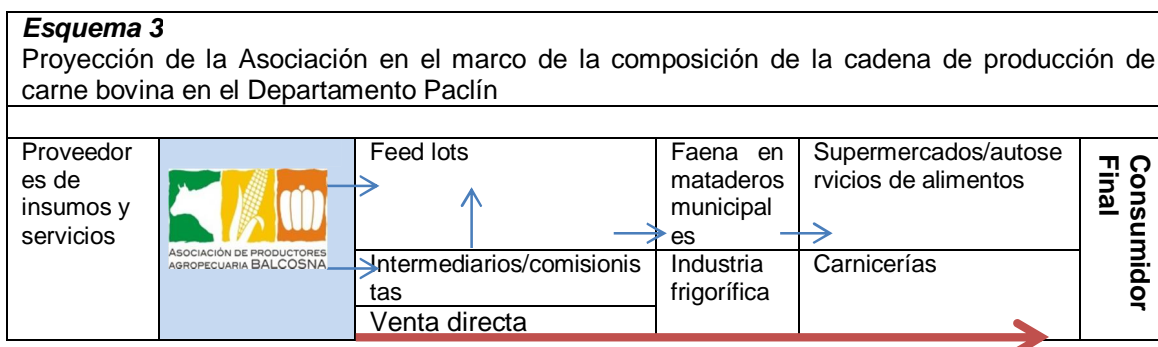 Esquema 3
Proyección de la Asociación en el marco de la composición de la cadena de producción de
carne bovina en el Departamento Paclín
Proveedor
es de
insumos y
servicios
ASOCIACIÓN DE PRODUCTORES
AGROPECUARIA BALCOSNA
Feed lots
Intermediarios/comisionis
tas
Venta directa
Faena en
mataderos
municipal
es
Industria
frigorífica
Supermercados/autose
rvicios de alimentos
Carnicerías
Consumidor
Final